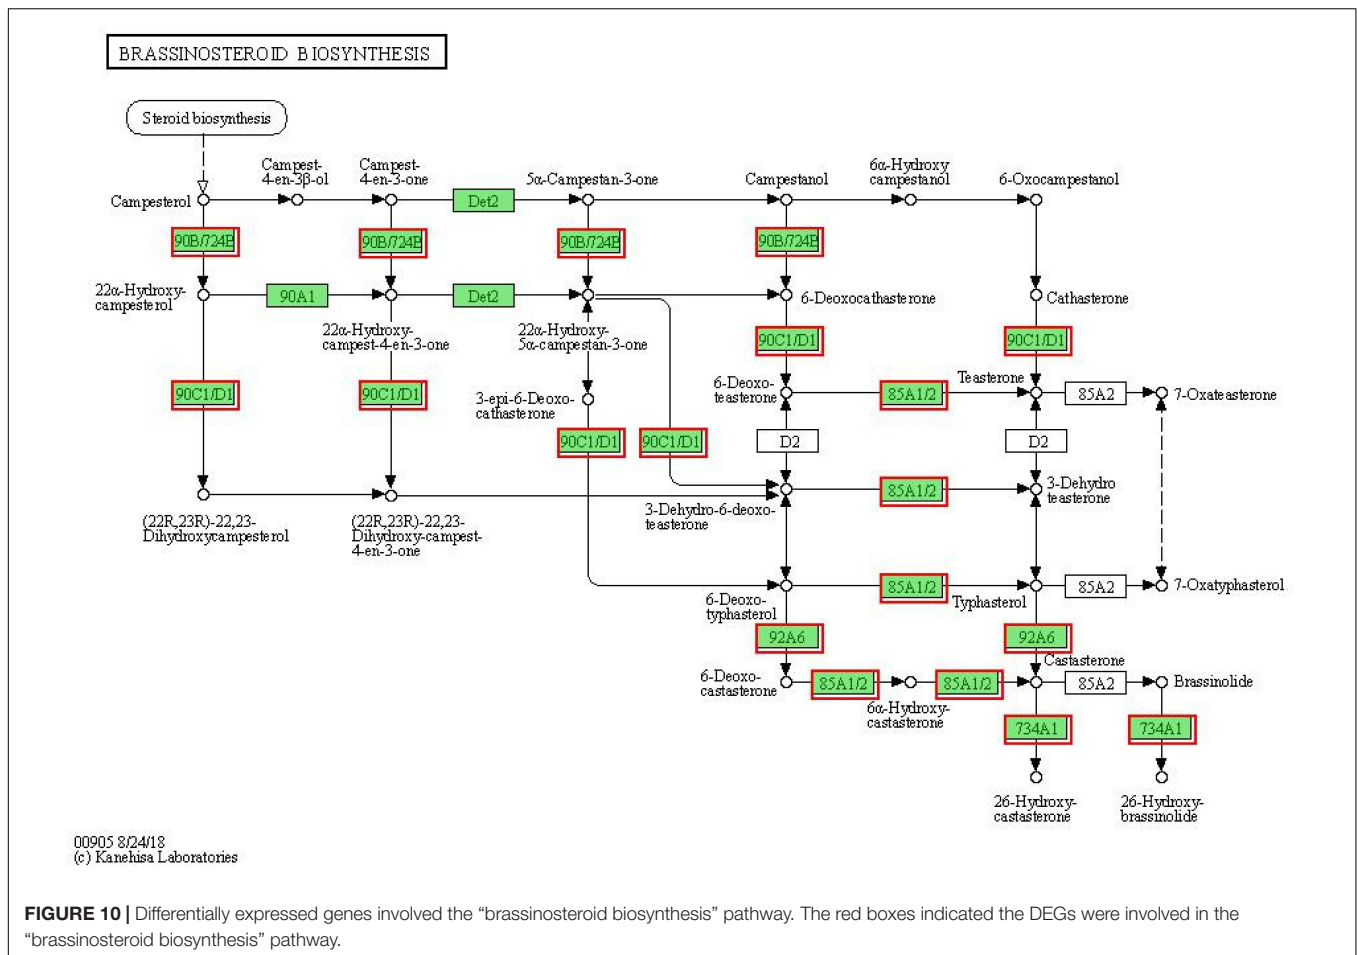 BRASSINOSTEROID BIOSYNTHESIS
Steroid biosynthesis
Campest-
4-en-3β-ol
Campest-
4-en-3-one
5α-Campestan-3-one
Campestanol
6α-Hydroxy
campestanol
6-Oxocampestanol
Campesterol
Det2
90B/724B
90B/724B
90B/724B
90B/724B
22α-Hydroxy-
campesterol
90A1
Det2
6-Deoxocathasterone
Cathasterone
22α-Hydroxy-
campest-4-en-3-one
22α-Hydroxy-
5α-campestan-3-one
90C1/D1
90C1/D1
90C1/D1
90C1/D1
3-epi-6-Deoxo-
cathasterone
6-Deoxo-
teasterone
85A1/2
Teasterone
85A2
7-Oxateasterone
90C1/D1
90C1/D1
D2
D2
(22R,23R)-22,23-
Dihydroxycampesterol
(22R,23R)-22,23-
Dihydroxy-campest-
4-en-3-one
3-Dehydro-6-deoxo-
teasterone
85A1/2
3-Dehydro
teasterone
6-Deoxo-
typhasterol
85A1/2
Typhasterol
85A2
7-Oxatyphasterol
92A6
92A6
6-Deoxo-
castasterone
85A1/2
6α-Hydroxy-
castasterone
85A1/2
Castasterone
85A2
Brassinolide
734A1
734A1
26-Hydroxy-
castasterone
26-Hydroxy-
brassinolide
00905 8/24/18
(c) Kanehisa Laboratories
FIGURE 10 | Differentially expressed genes involved the “brassinosteroid biosynthesis” pathway. The red boxes indicated the DEGs were involved in the
“brassinosteroid biosynthesis” pathway.